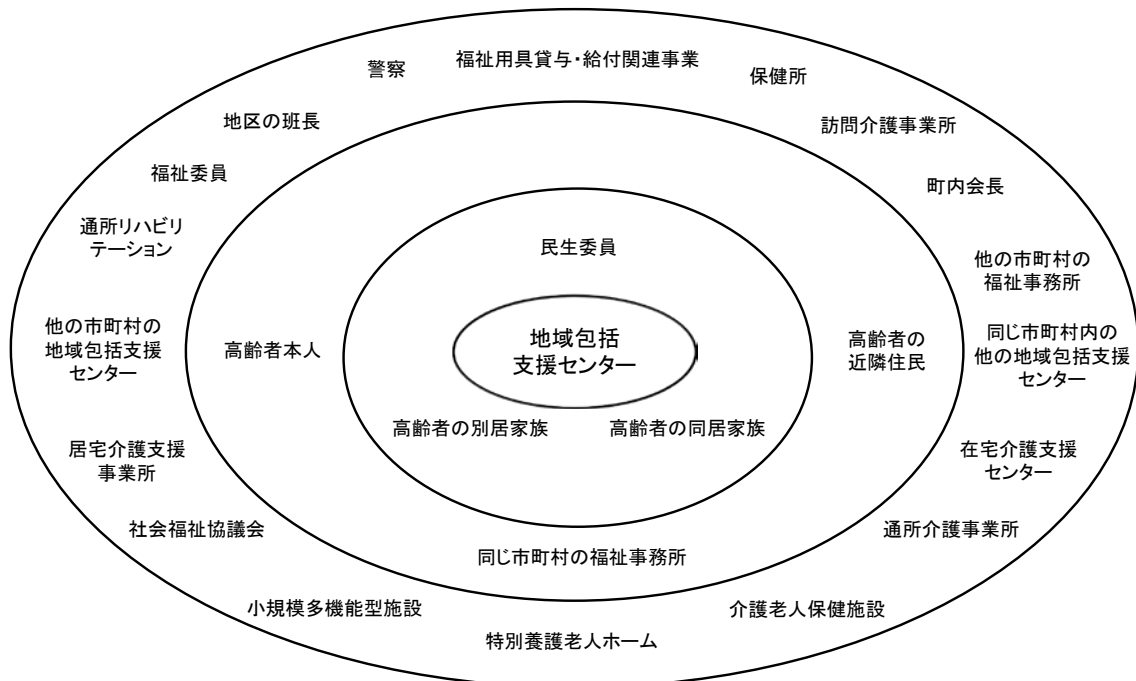 警察
福祉用具貸与・給付関連事業
保健所
地区の班長
訪問介護事業所
福祉委員
町内会長
通所リハビリ
テーション
民生委員
他の市町村の
福祉事務所
他の市町村の
地域包括支援
センター
高齢者本人
地域包括
支援センター
高齢者の
近隣住民
同じ市町村内の
他の地域包括支援
センター
高齢者の別居家族
高齢者の同居家族
居宅介護支援
事業所
在宅介護支援
センター
社会福祉協議会
通所介護事業所
同じ市町村の福祉事務所
小規模多機能型施設
介護老人保健施設
特別養護老人ホーム